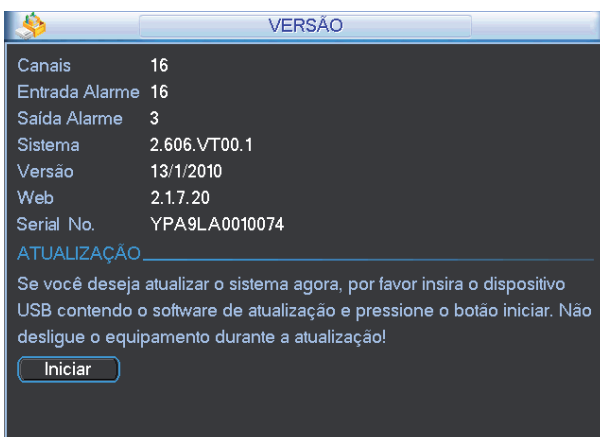 VERSÃO
Canais 16
Entrada Alarme 16
Saída Alarme 3
Sistema 2.606.VT00.1
Versão 13/1/2010
Web 2.1.7.20
Serial No. YPA9LA0010074
ATUALIZAÇÃO
Se você deseja atualizar o sistema agora, por favor insira o dispositivo
USB contendo o software de atualização e pressione o botão iniciar. Não
desligue o equipamento durante a atualização!
Iniciar